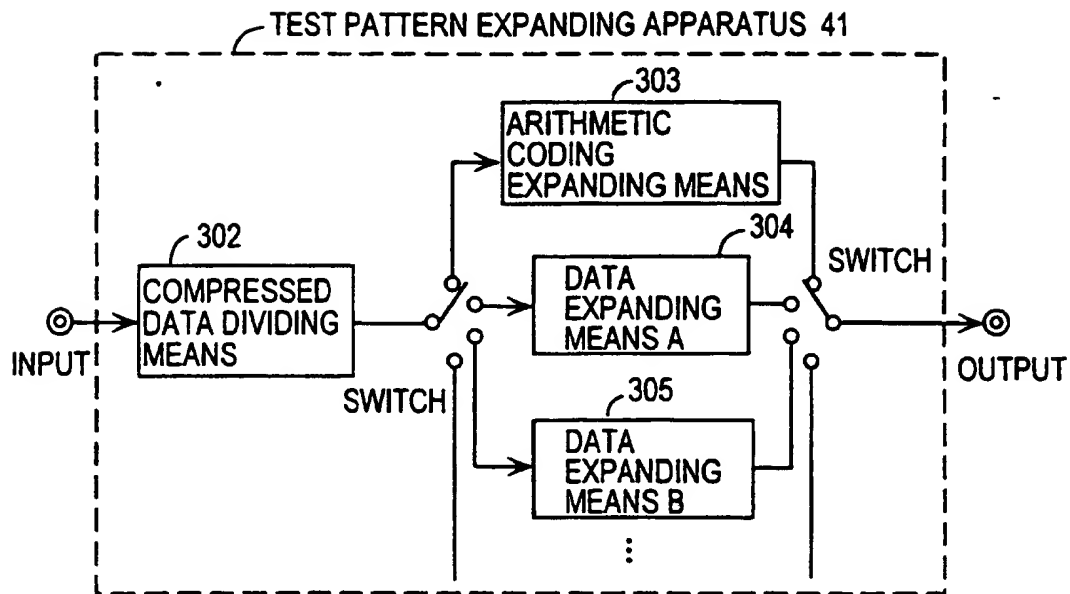 TEST PATTERN EXPANDING APPARATUS 41
303
ARITHMETIC
CODING
EXPANDING MEANS
302
COMPRESSED
DATA DIVIDING
MEANS
INPUT
SWITCH
304
DATA
EXPANDING
MEANS A
305
DATA
EXPANDING
MEANS B
SWITCH
OUTPUT